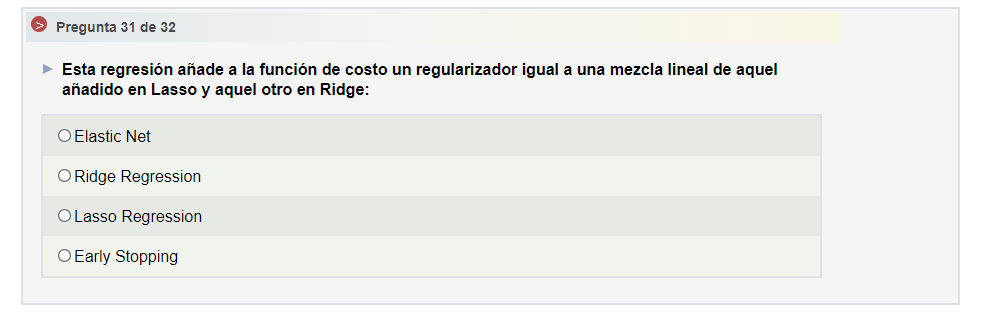 Pregunta 31 de 32
Esta regresión añade a la función de costo un regularizador igual a una mezcla lineal de aquel
añadido en Lasso y aquel otro en Ridge:
Elastic Net
Ridge Regression
Lasso Regression
Early Stopping